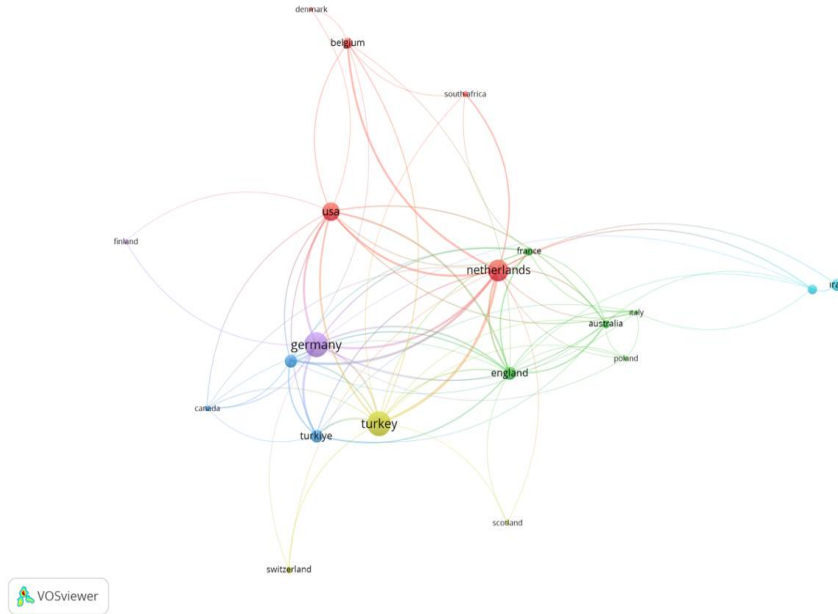 denmark
belgium
southafrica
usa
finland
france
netherlands
italy
australia
germany
poland
england
canada
turkey
turkiye
scotland
switzerland
VOSviewer